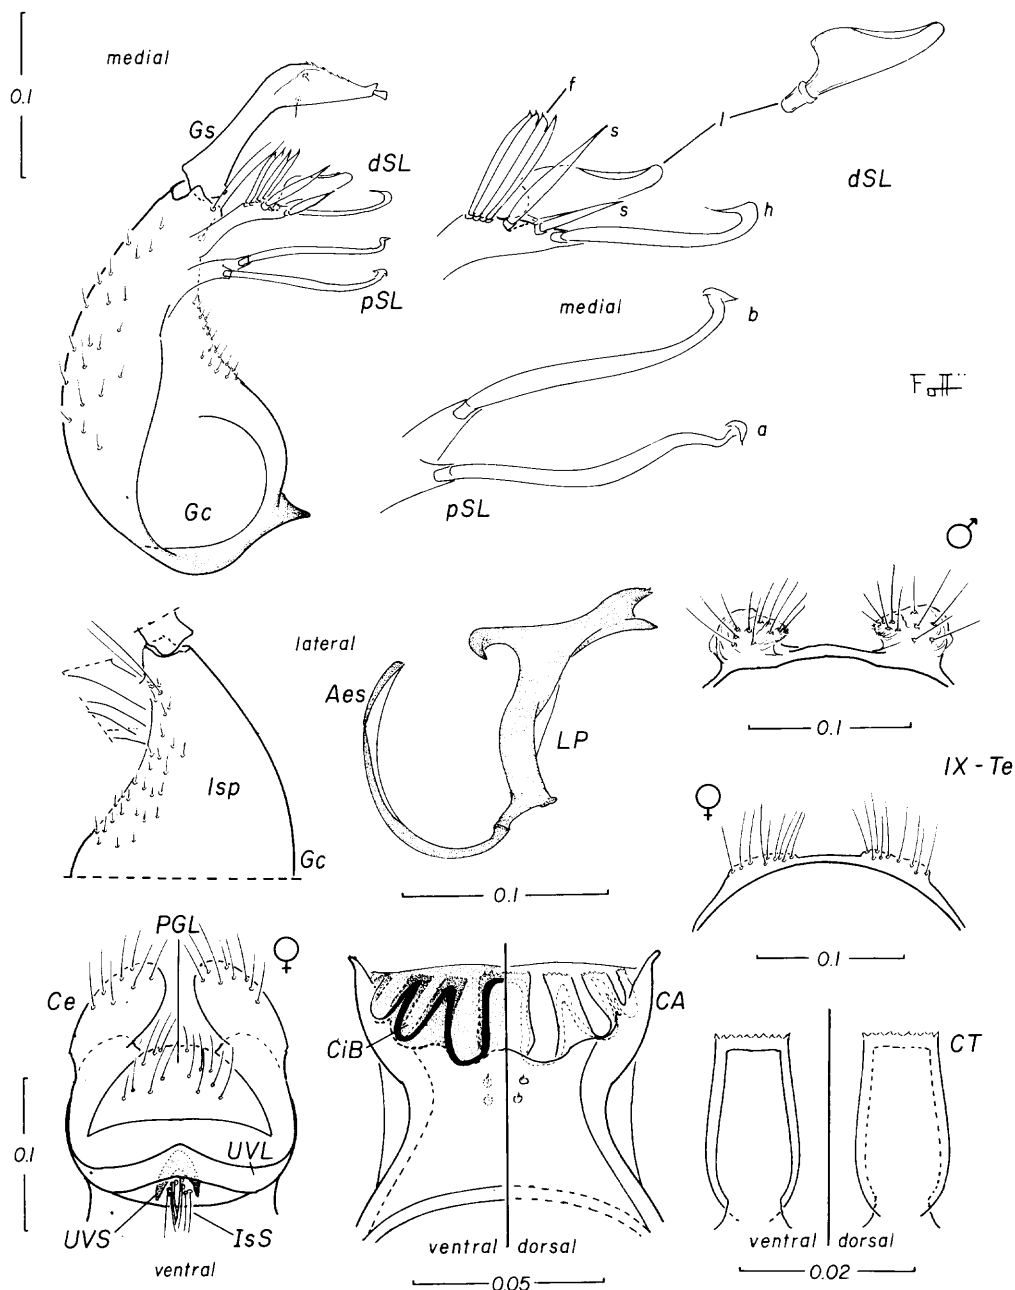 medial
0.1
Gs
dSL
pSL
Gc
f
s
l
s
h
dSL
medial
b
a
pSL
♂
0.1
IX - Te
♀
0.1
Isp
Gc
lateral
Aes
LP
0.1
PGL
♀
Ce
UVL
0.1
UVS
IsS
ventral
CiB
CA
ventral dorsal
0.05
CT
ventral dorsal
0.02